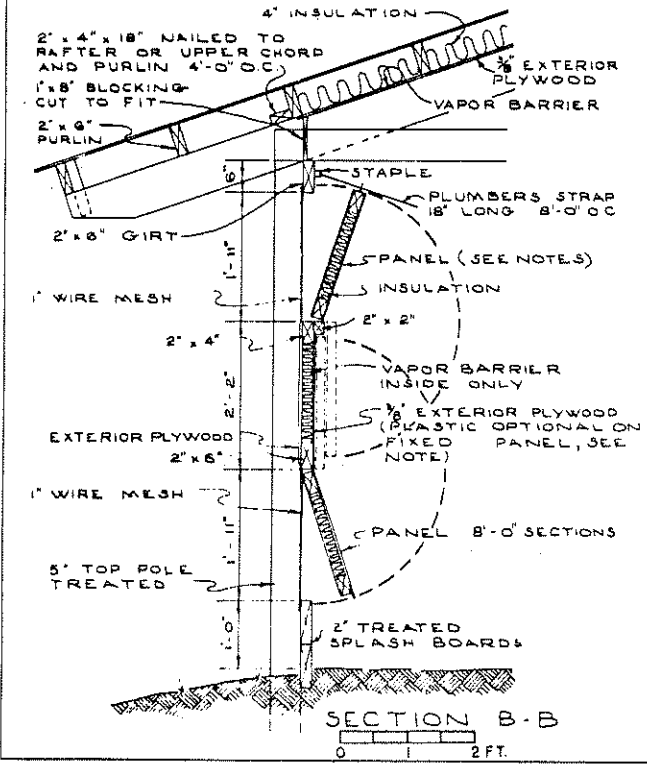 4" INSULATION
2" x 4" x 18" NAILED TO
RAFTER OR UPPER CHORD
AND PURLIN 4'-0" O.C.
3/8" EXTERIOR
PLYWOOD
1" x 8" BLOCKING
CUT TO FIT
VAPOR BARRIER
2" x 6"
PURLIN
6"
STAPLE
PLUMBERS STRAP
18" LONG 8'-0" O C
2" x 6" GIRT
1'-11"
PANEL (SEE NOTES)
INSULATION
1" WIRE MESH
2" x 2"
2" x 4"
2'-2"
VAPOR BARRIER
INSIDE ONLY
3/8" EXTERIOR PLYWOOD
(PLASTIC OPTIONAL ON
FIXED PANEL, SEE
NOTE)
EXTERIOR PLYWOOD
2" x 6"
1" WIRE MESH
1'-11"
PANEL 8'-0" SECTIONS
5" TOP POLE
TREATED
1'-0"
2" TREATED
SPLASH BOARDS
SECTION B-B
0 1 2 FT.